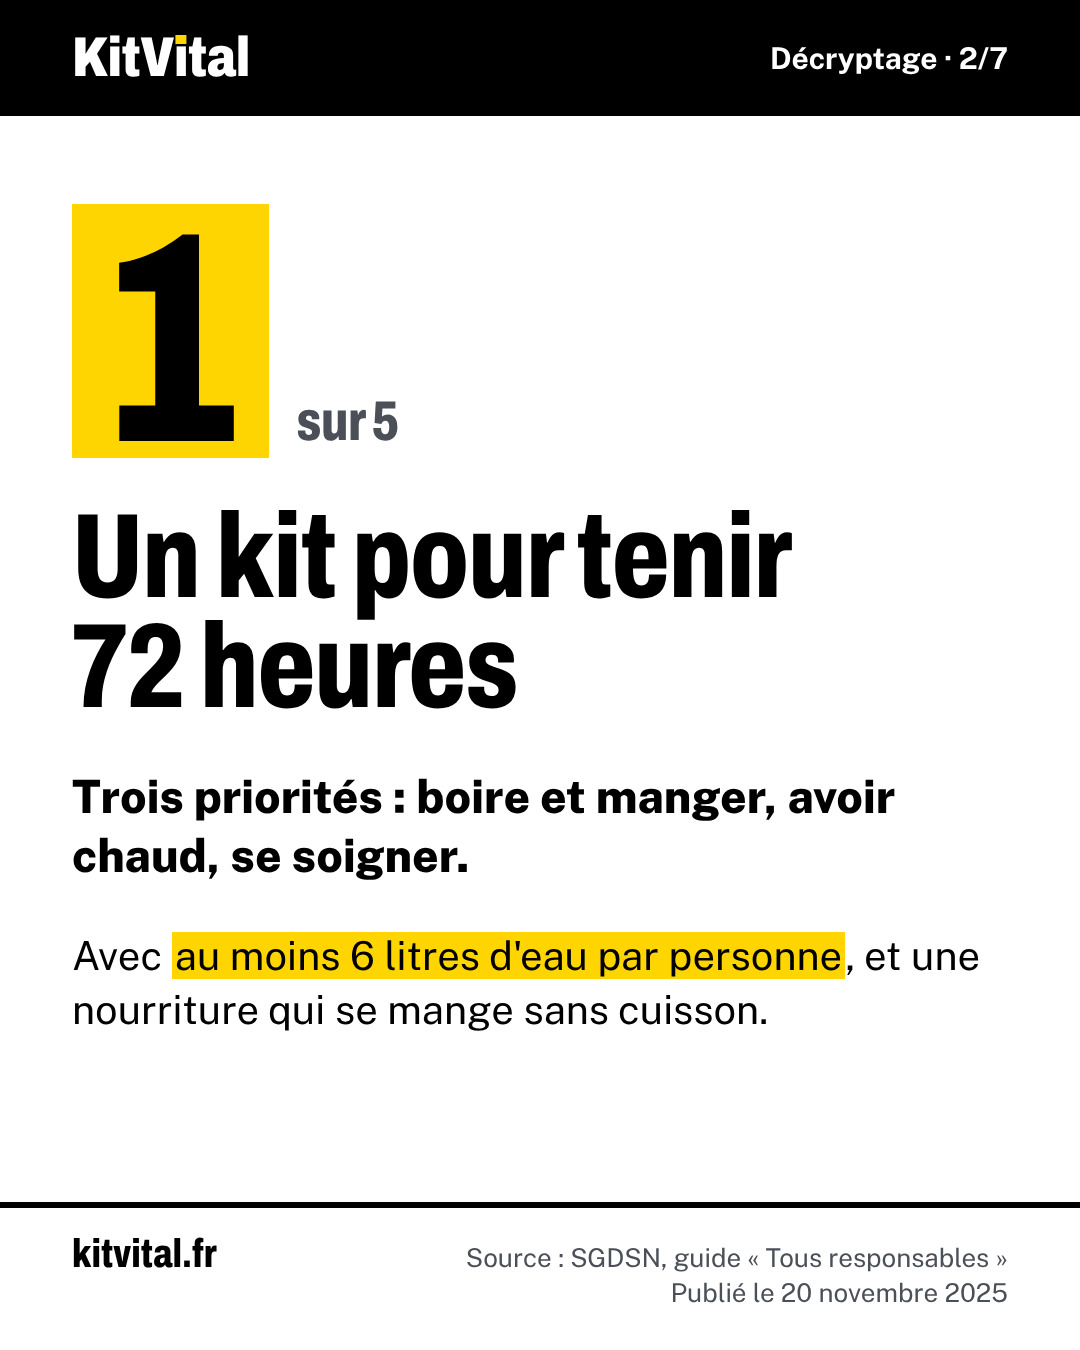 KitVital
Décryptage · 2/7
1
sur 5
Un kit pour tenir
72 heures
Trois priorités : boire et manger, avoir
chaud, se soigner.
Avec au moins 6 litres d'eau par personne, et une
nourriture qui se mange sans cuisson.
kitvital.fr
Source : SGDSN, guide « Tous responsables »
Publié le 20 novembre 2025